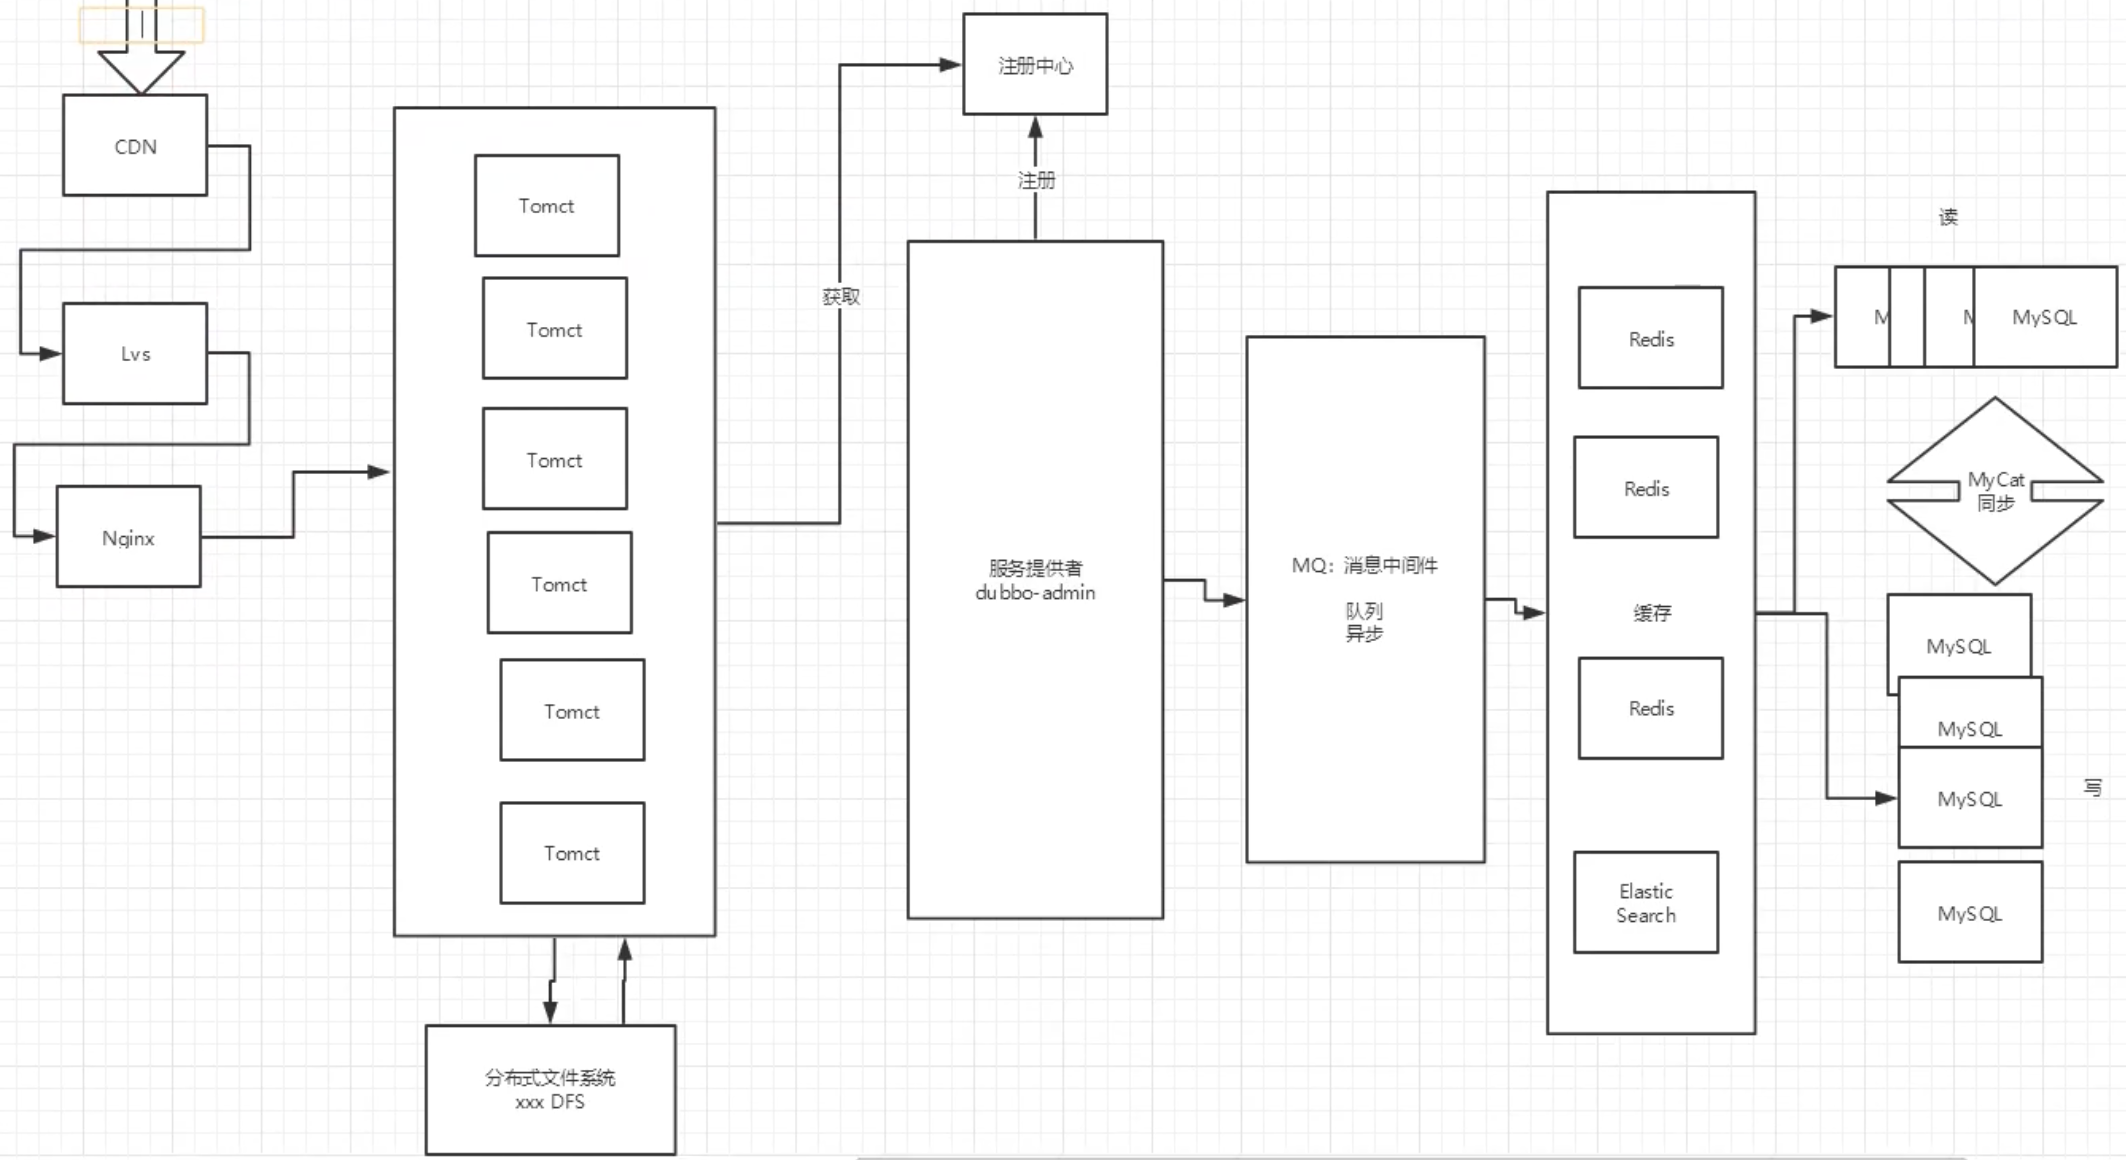 CDN
Lvs
Nginx
Tomct
Tomct
Tomct
Tomct
Tomct
Tomct
分布式文件系统
xxx DFS
获取
注册中心
注册
服务提供者
dubbo-admin
MQ：消息中间件
队列
异步
Redis
Redis
缓存
Redis
Elastic
Search
读
M
MySQL
MyCat
同步
MySQL
MySQL
MySQL
写
MySQL